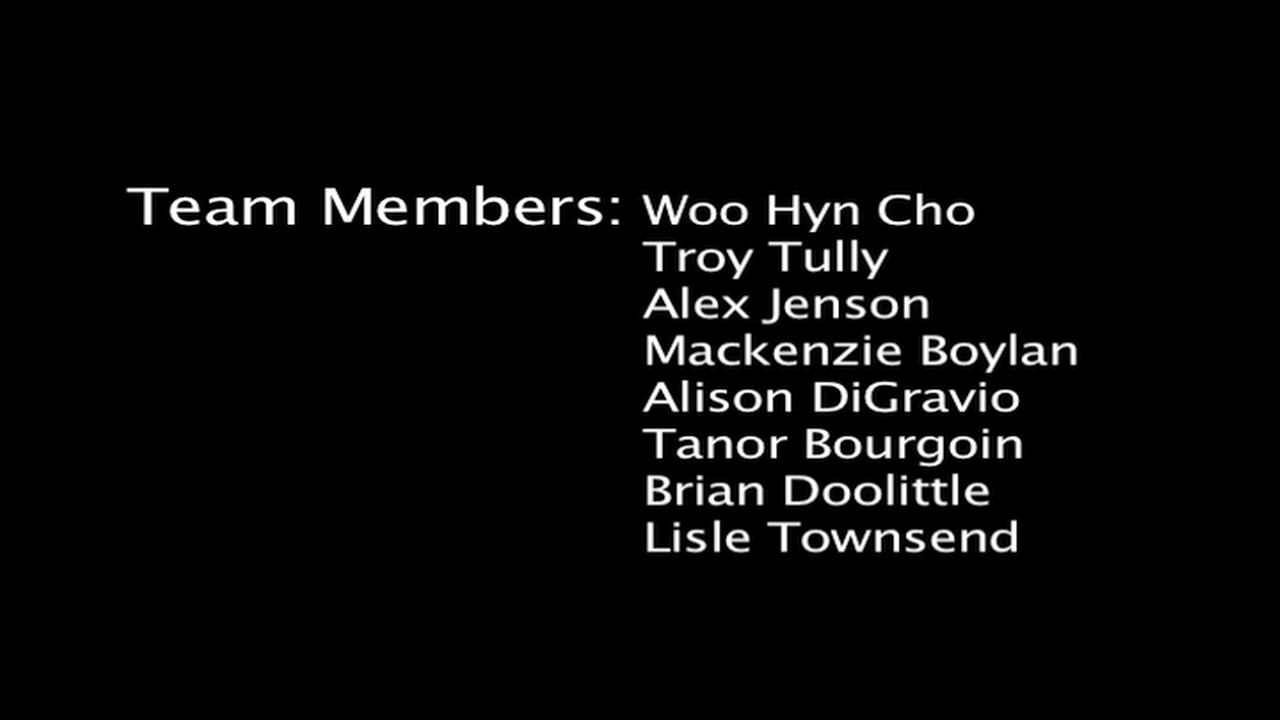 Team Members: Woo Hyn Cho
Troy Tully
Alex Jenson
Mackenzie Boylan
Alison DiGravio
Tanor Bourgoin
Brian Doolittle
Lisle Townsend